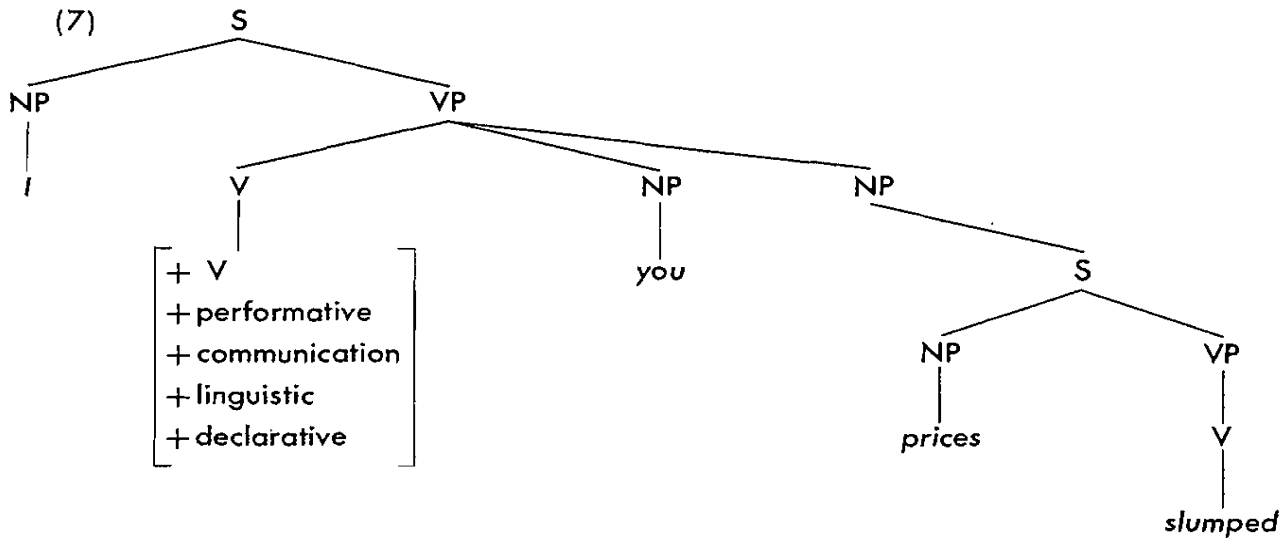 (7) S
NP VP
I V NP NP
+ V you S
+ performative
+ communication NP VP
+ linguistic
+ declarative prices V
slumped